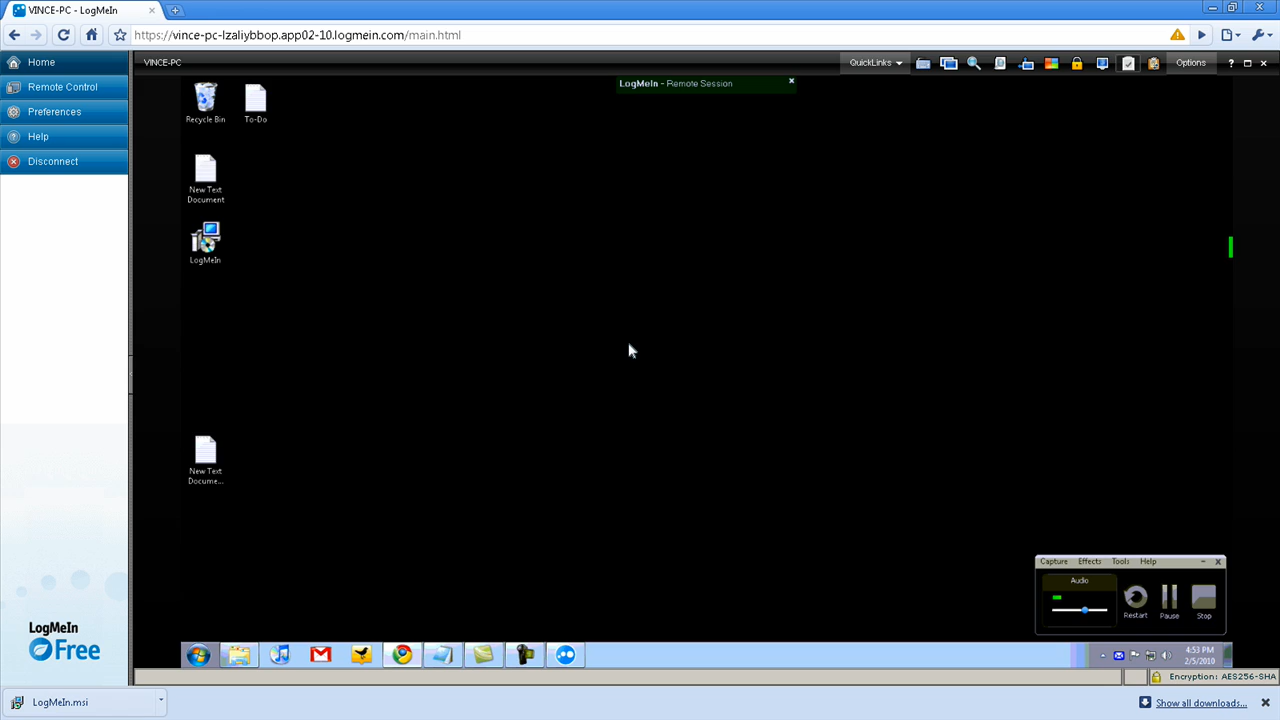 VINCE-PC - LogMeIn
https://vince-pc-lzaliybbop.app02-10.logmein.com/main.html
Home
Remote Control
Preferences
Help
Disconnect
VINCE-PC
QuickLinks
Options
?
LogMeIn - Remote Session
Recycle Bin
To-Do
New Text
Document
LogMeIn
New Text
Docume...
Capture Effects Tools Help
Audio
Restart Pause Stop
LogMeIn
Free
4:53 PM
2/5/2010
Encryption: AES256-SHA
LogMeIn.msi
Show all downloads...